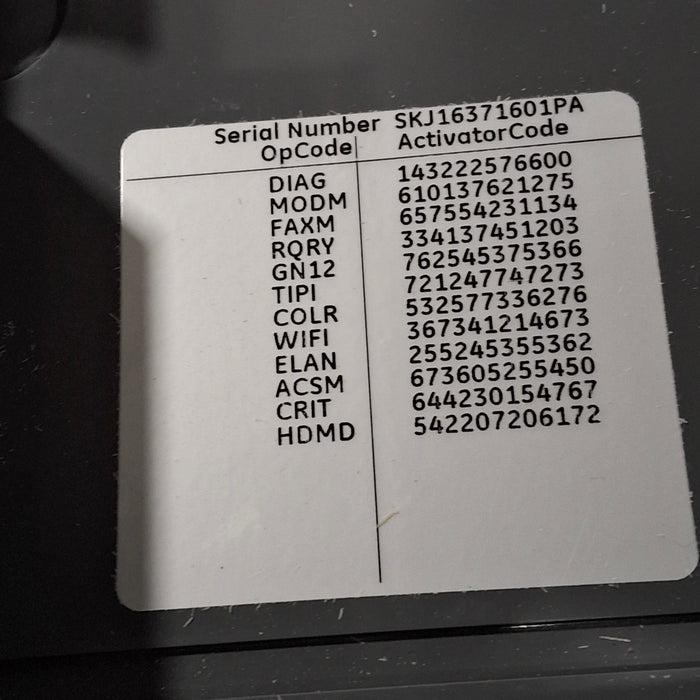 Serial Number SKJ16371601PA
OpCode ActivatorCode
DIAG 143222576600
MODM 610137621275
FAXM 657554231134
RQRY 334137451203
GN12 762545375366
TIPI 721247747273
COLR 532577336276
WIFI 367341214673
ELAN 255245355362
ACSM 673605255450
CRIT 644230154767
HDMD 542207206172